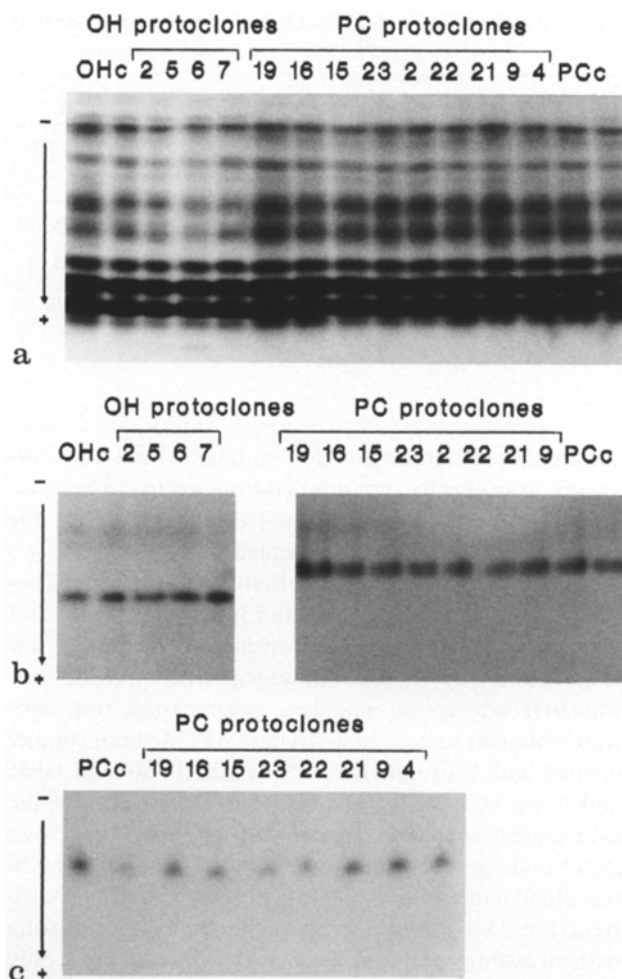 OH protoclones PC protoclones
OHc 2 5 6 7 19 16 15 23 2 22 21 9 4 PCc
-
+
a
OH protoclones PC protoclones
OHc 2 5 6 7 19 16 15 23 2 22 21 9 PCc
-
+
b
PC protoclones
PCc 19 16 15 23 22 21 9 4
-
+
c